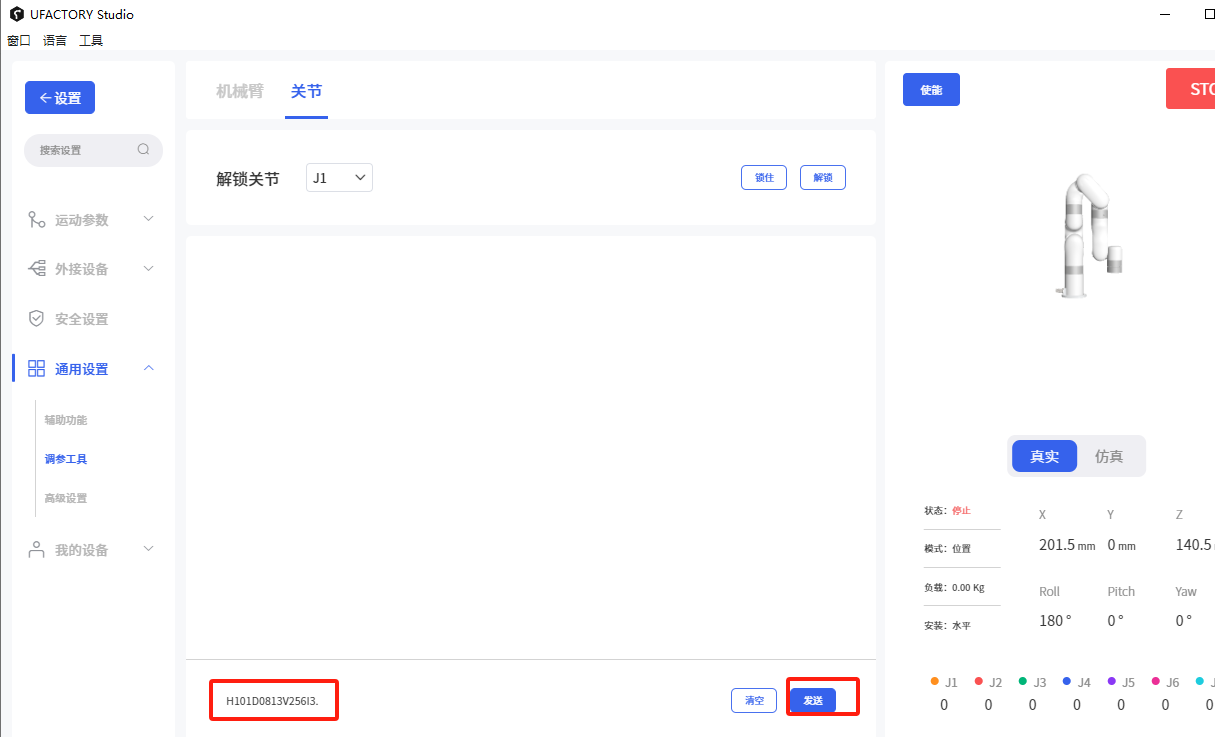 UFACTORY Studio
窗口 语言 工具
设置
搜索设置
运动参数
外接设备
安全设置
通用设置
辅助功能
调参工具
高级设置
我的设备
机械臂 关节
解锁关节 J1 锁住 解锁
H101D0813V256I3. 清空 发送
使能
真实 仿真
状态：停止
模式：位置
负载：0.00 Kg
安装：水平
X Y Z
201.5 mm 0 mm 140.5
Roll Pitch Yaw
180 ° 0 ° 0 °
J1 J2 J3 J4 J5 J6
0 0 0 0 0 0 0